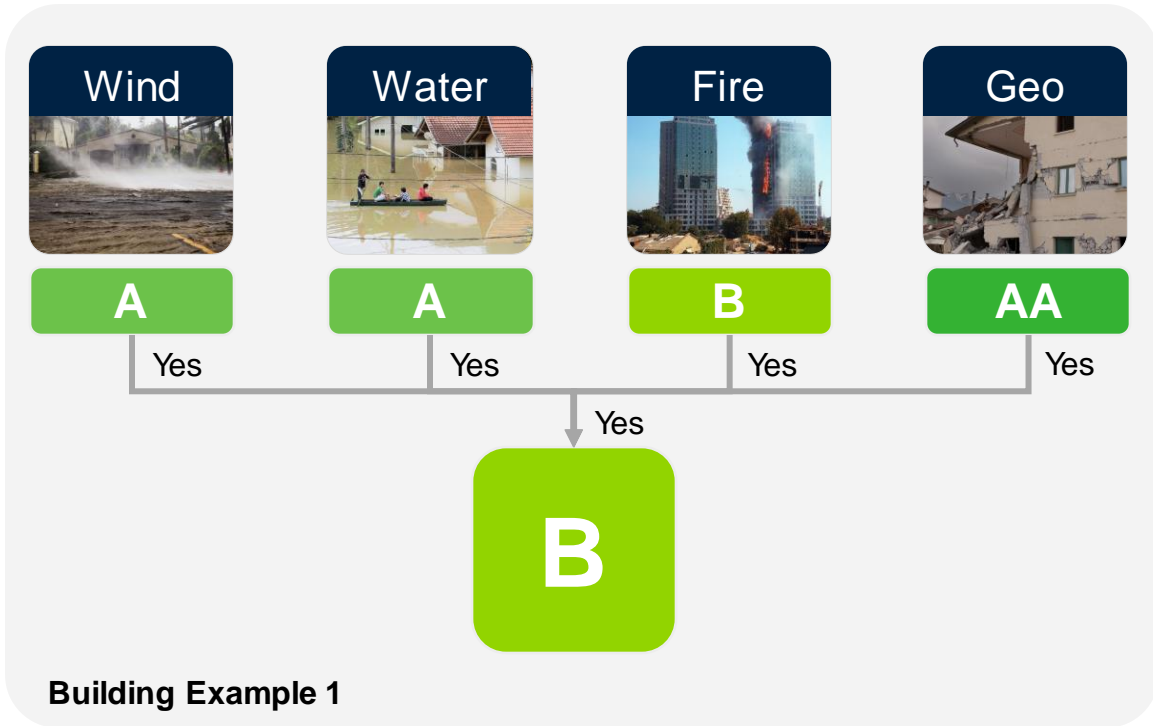 Wind
Water
Fire
Geo
A
A
B
AA
Yes
Yes
Yes
Yes
Yes
B
Building Example 1